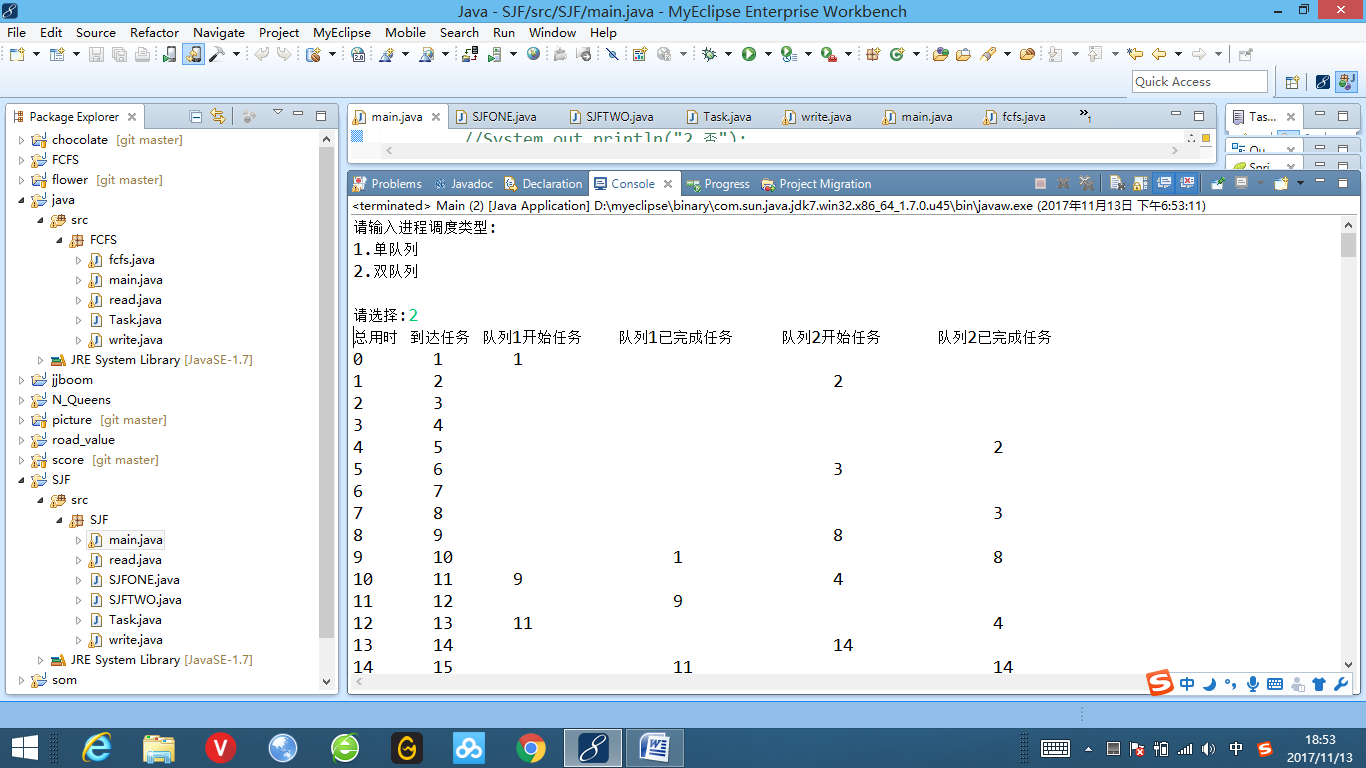 Java - SJF/src/SJF/main.java - MyEclipse Enterprise Workbench
File Edit Source Refactor Navigate Project MyEclipse Mobile Search Run Window Help
Quick Access
Package Explorer
main.java SJFONE.java SJFTWO.java Task.java write.java main.java fcfs.java »1
Tas...
//System out println("2 否");
Ou
Spri
chocolate [git master]
FCFS
flower [git master]
java
src
FCFS
fcfs.java
main.java
read.java
Task.java
write.java
JRE System Library [JavaSE-1.7]
jjboom
N_Queens
picture [git master]
road_value
score [git master]
SJF
src
SJF
main.java
read.java
SJFONE.java
SJFTWO.java
Task.java
write.java
JRE System Library [JavaSE-1.7]
som
Problems Javadoc Declaration Console Progress Project Migration
<terminated> Main (2) [Java Application] D:\myeclipse\binary\com.sun.java.jdk7.win32.x86_64_1.7.0.u45\bin\javaw.exe (2017年11月13日 下午6:53:11)
请输入进程调度类型:
1.单队列
2.双队列
请选择:2
总用时 到达任务 队列1开始任务 队列1已完成任务 队列2开始任务 队列2已完成任务
0 1 1
1 2 2
2 3
3 4
4 5 2
5 6 3
6 7
7 8 3
8 9 8
9 10 1 8
10 11 9 4
11 12 9
12 13 11 4
13 14 14
14 15 11 14
中
中
18:53
2017/11/13